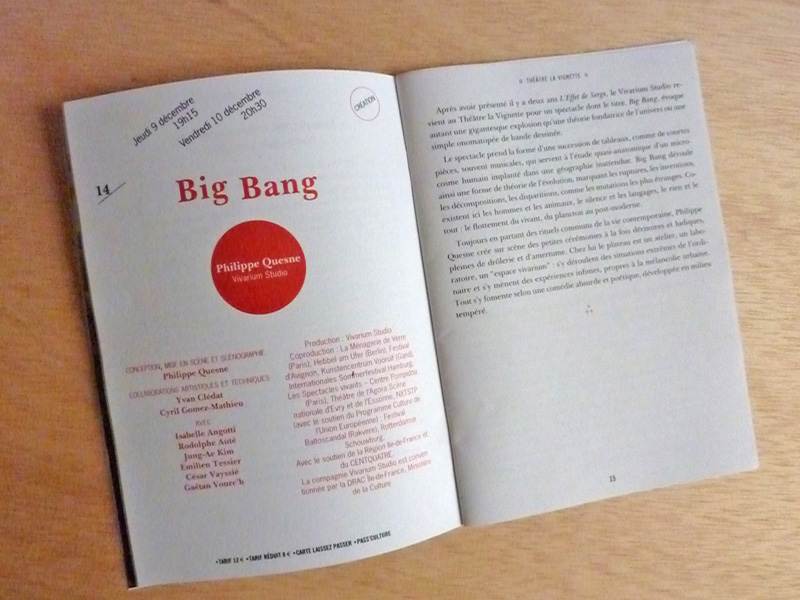 Jeudi 9 décembre
19h15
Vendredi 10 décembre
20h30
CRÉATION
14
Big Bang
Philippe Quesne
Vivarium Studio
CONCEPTION, MISE EN SCÈNE ET SCÉNOGRAPHIE
Philippe Quesne
COLLABORATIONS ARTISTIQUES ET TECHNIQUES
Yvan Clédat
Cyril Gomez-Mathieu
AVEC
Isabelle Angotti
Rodolphe Auté
Jung-Ae Kim
Emilien Tessier
César Vayssié
Gaëtan Vourc'h
Production : Vivarium Studio
Coproduction : La Ménagerie de Verre
(Paris), Hebbel am Ufer (Berlin), Festival
d'Avignon, Kunstencentrum Vooruit (Gand)
Internationales Sommerfestival Hamburg,
Les Spectacles vivants – Centre Pompidou
(Paris), Théâtre de l'Agora Scène
nationale d'Evry et de l'Essonne, NXTSTP
(avec le soutien du Programme Culture de
l'Union Européenne) : Festival
Baltoscandal (Rakvere), Rotterdamse
Schouwburg.
Avec le soutien de la Région Ile-de-France et
du CENTQUATRE.
La compagnie Vivarium Studio est conven
tionnée par la DRAC Île-de-France, Ministère
de la Culture
•TARIF 12 € •TARIF RÉDUIT 8 € •CARTE LAISSEZ PASSER •PASS'CULTURE
THÉÂTRE LA VIGNETTE
Après avoir présenté il y a deux ans L'Effet de Serge, le Vivarium Studio re-
vient au Théâtre la Vignette pour un spectacle dont le titre, Big Bang, évoque
autant une gigantesque explosion qu'une théorie fondatrice de l'univers ou une
simple onomatopée de bande dessinée.
Le spectacle prend la forme d'une succession de tableaux, comme de courtes
pièces, souvent musicales, qui servent à l'étude quasi-anatomique d'un micro-
cosme humain implanté dans une géographie inattendue. Big Bang déroule
ainsi une forme de théorie de l'évolution, marquant les ruptures, les inventions,
les décompositions, les disparitions, comme les mutations les plus étranges. Co-
existent ici les hommes et les animaux, le silence et les langages, le rien et le
tout : le flottement du vivant, du plancton au post-moderne.
Toujours en partant des rituels communs de la vie contemporaine, Philippe
Quesne crée sur scène des petites cérémonies à la fois dérisoires et ludiques,
pleines de drôlerie et d'amertume. Chez lui le plateau est un atelier, un labo-
ratoire, un "espace vivarium" : s'y déroulent des situations extrêmes de l'ordi-
naire et s'y mènent des expériences infimes, propres à la mélancolie urbaine.
Tout s'y fomente selon une comédie absurde et poétique, développée en milieu
tempéré.
15